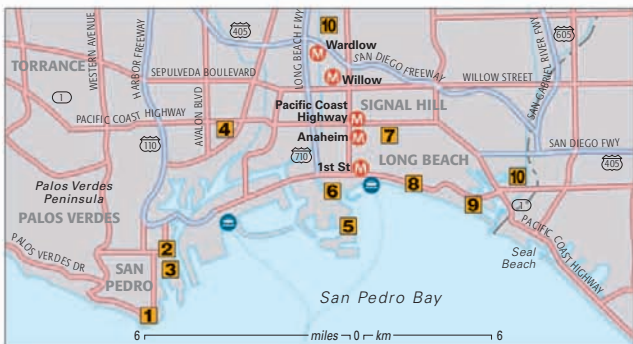 405
10
605
WESTERN AVENUE
HARBOR FREEWAY
LONG BEACH FWY
M Wardlow
SAN DIEGO FREEWAY
SAN GABRIEL RIVER FWY
TORRANCE
SEPULVEDA BOULEVARD
M Willow
WILLOW STREET
1
AVALON BLVD
Pacific Coast
Highway M
SIGNAL HILL
PACIFIC COAST HIGHWAY
4
Anaheim M
7
110
710
SAN DIEGO FWY
405
LONG BEACH
1st St M
10
Palos Verdes
Peninsula
6
8
9
1
PALOS VERDES
5
PACIFIC COAST HIGHWAY
PALOS VERDES DR
2
SAN
PEDRO
3
Seal
Beach
San Pedro Bay
1
6 miles 0 km 6